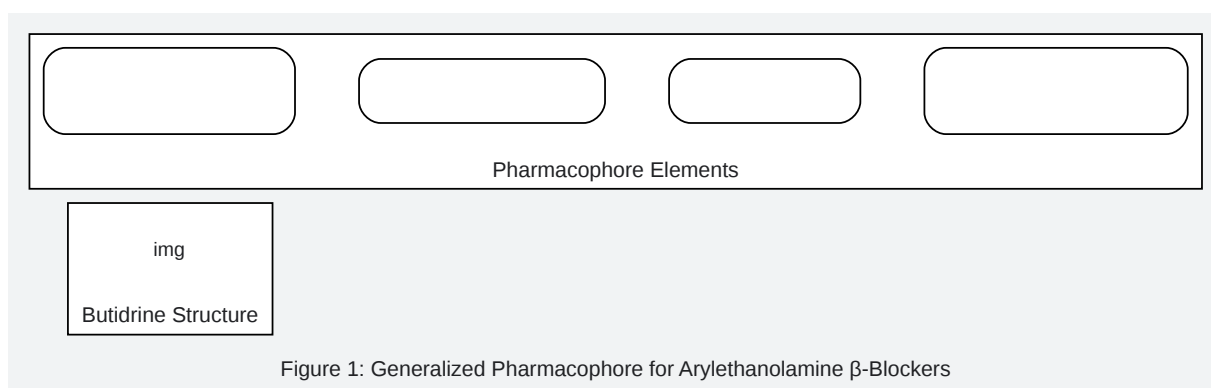 Pharmacophore Elements
img
Butidrine Structure
Figure 1: Generalized Pharmacophore for Arylethanolamine β-Blockers